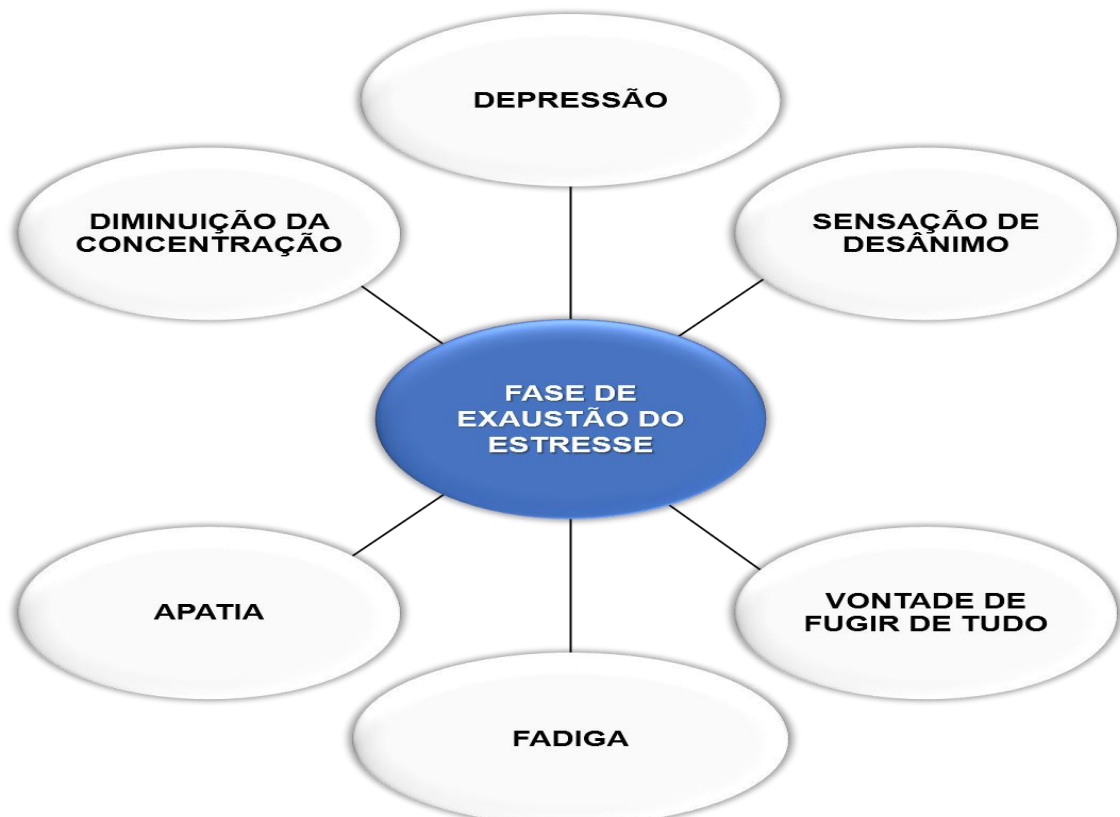 DEPRESSÃO
DIMINUIÇÃO DA
CONCENTRAÇÃO
SENSAÇÃO DE
DESÂNIMO
FASE DE
EXAUSTÃO DO
ESTRESSE
APATIA
VONTADE DE
FUGIR DE TUDO
FADIGA